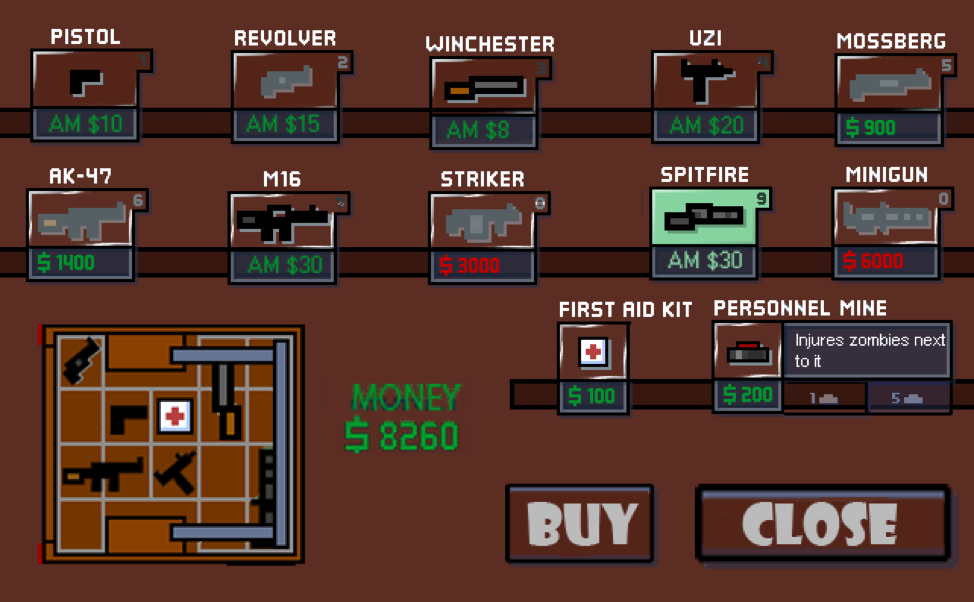 PISTOL
REVOLVER
WINCHESTER
UZI
MOSSBERG
2
5
AM $10
AM $15
AM $8
AM $20
$ 900
AK-47
M16
STRIKER
SPITFIRE
MINIGUN
6
9
0
$ 1400
AM $30
$ 3000
AM $30
$ 6000
FIRST AID KIT
PERSONNEL MINE
Injures zombies next
to it
$ 100
$ 200
1
5
MONEY
$ 8260
BUY
CLOSE